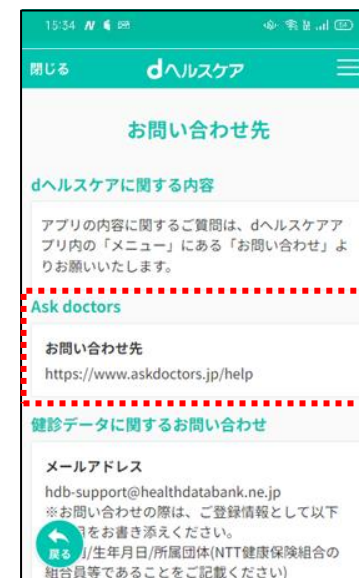 15:34
閉じる
dヘルスケア
お問い合わせ先
dヘルスケアに関する内容
アプリの内容に関するご質問は、dヘルスケアア
プリ内の「メニュー」にある「お問い合わせ」よ
りお願いいたします。
Ask doctors
お問い合わせ先
https://www.askdoctors.jp/help
健診データに関するお問い合わせ
メールアドレス
hdb-support@healthdatabank.ne.jp
※お問い合わせの際は、ご登録情報として以下
目をお書き添えください。
戻る
/生年月日/所属団体(NTT健康保険組合の
組合員等であることをご記載ください)